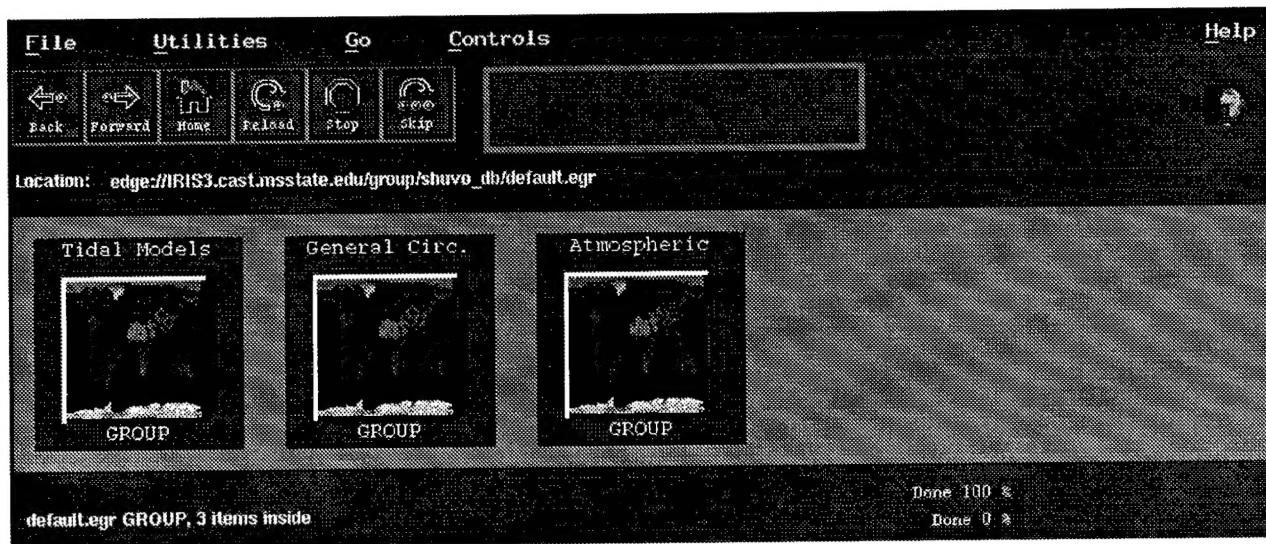 File Utilities Go Controls Help
Back Forward Home Reload Stop Skip
Location: edge://IRIS3.cast.msstate.edu/group/shuvo_db/default.egr
Tidal Models General Circ. Atmospheric
GROUP GROUP GROUP
Done 100 %
default.egr GROUP, 3 items inside
Done 0 %